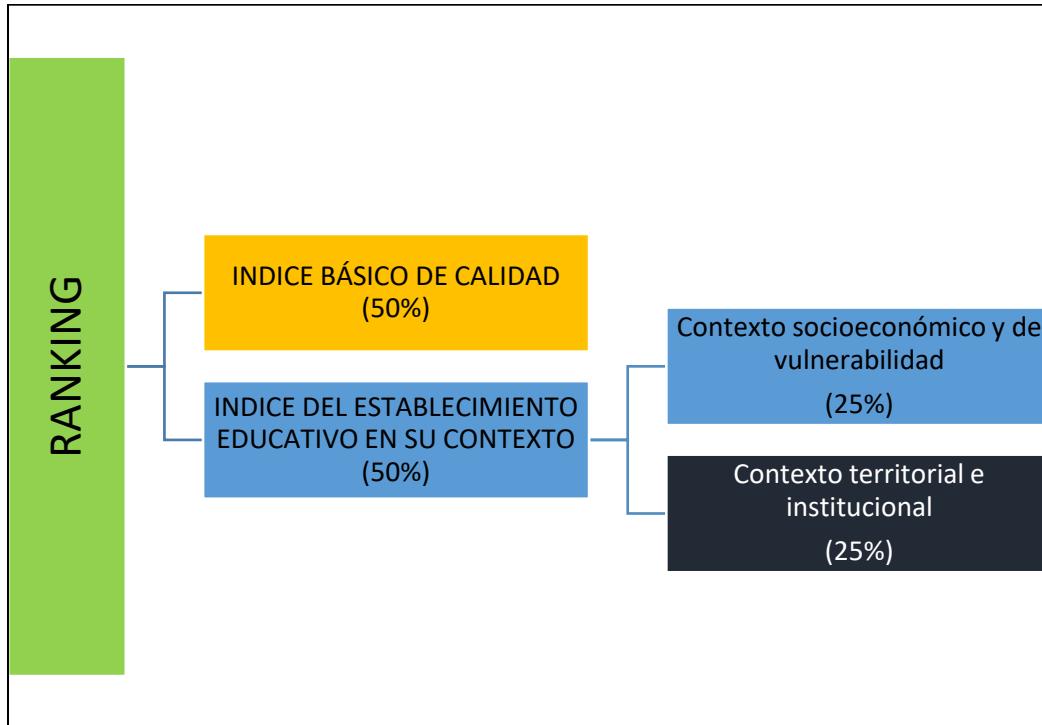 RANKING
INDICE BÁSICO DE CALIDAD
(50%)
INDICE DEL ESTABLECIMIENTO
EDUCATIVO EN SU CONTEXTO
(50%)
Contexto socioeconómico y de
vulnerabilidad
(25%)
Contexto territorial e
institucional
(25%)